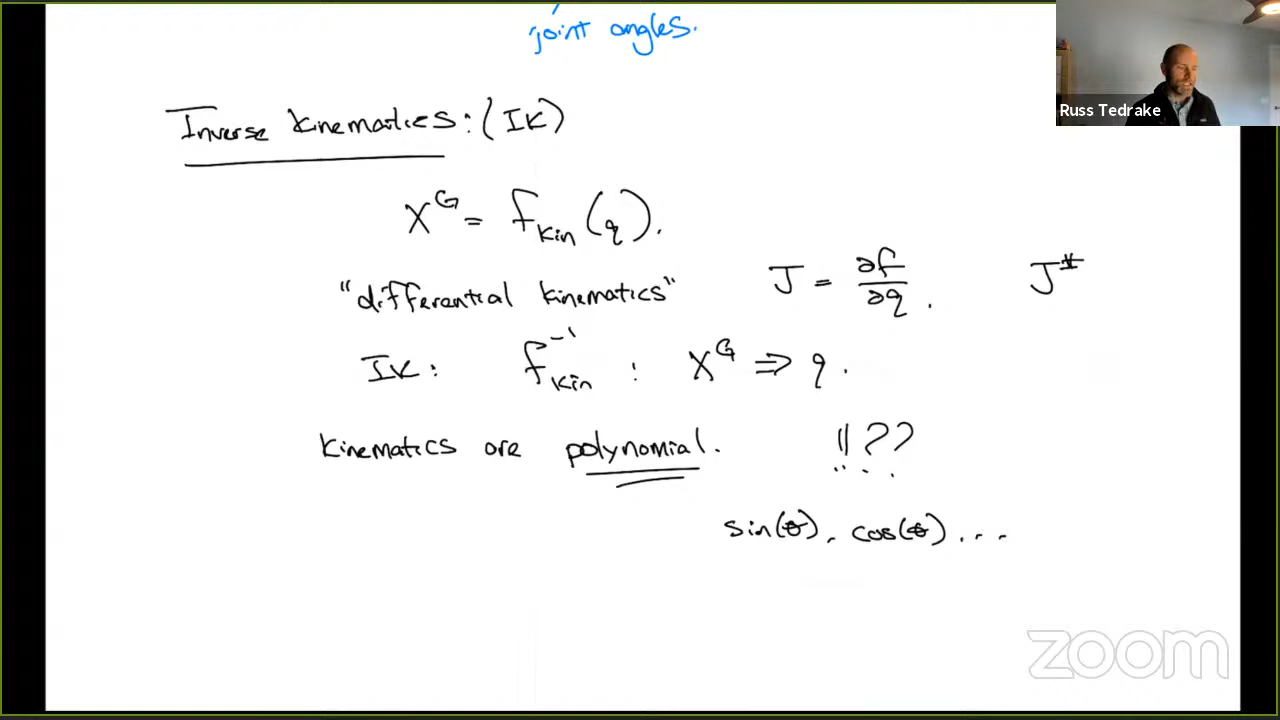 joint angles.
Russ Tedrake
Inverse kinematics: (IK)
X^G = f_kin(q).
"differential kinematics" J = ∂f/∂q. J^+
IK: f_kin^-1 : X^G ⇒ q.
kinematics are polynomial. !!??...
sin(θ), cos(θ)...
zoom